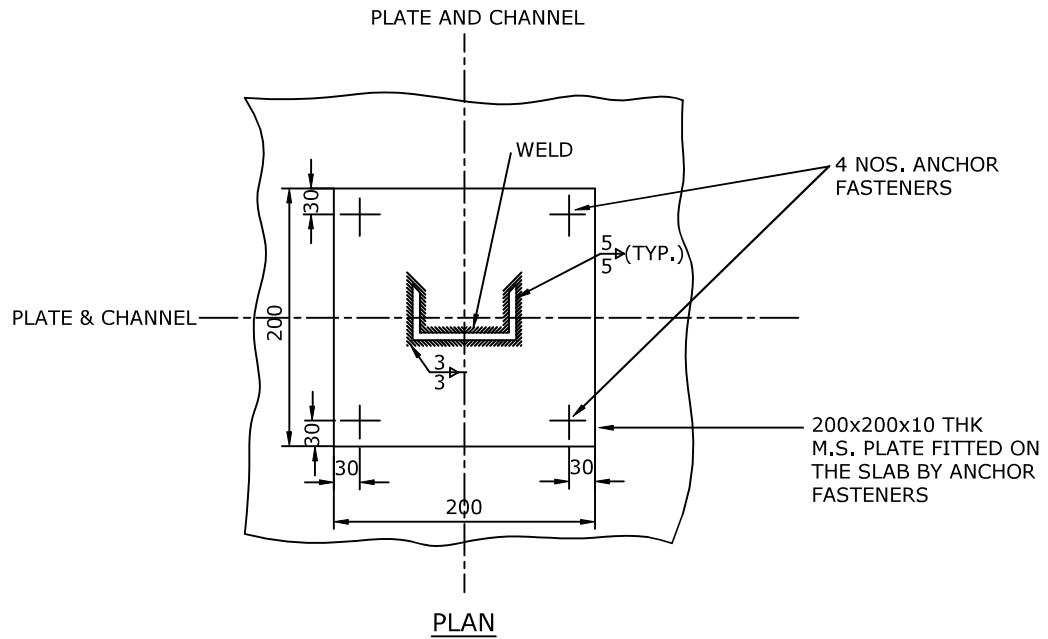 PLATE AND CHANNEL
WELD
4 NOS. ANCHOR
FASTENERS
30
5
5
(TYP.)
PLATE & CHANNEL
200
3
3
30
200x200x10 THK
M.S. PLATE FITTED ON
THE SLAB BY ANCHOR
FASTENERS
30
30
200
PLAN